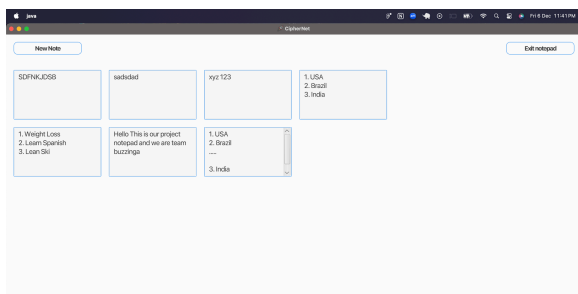 java
Fri 6 Dec 11:41 PM
CipherNet
New Note
Exit notepad
SDFNKJDS8
sadsdad
xyz 123
1. USA
2. Brazil
3. India
1. Weight Loss
2. Learn Spanish
3. Lean Ski
Hello This is our project
notepad and we are team
buzzinga
1. USA
2. Brazil
....
3. India